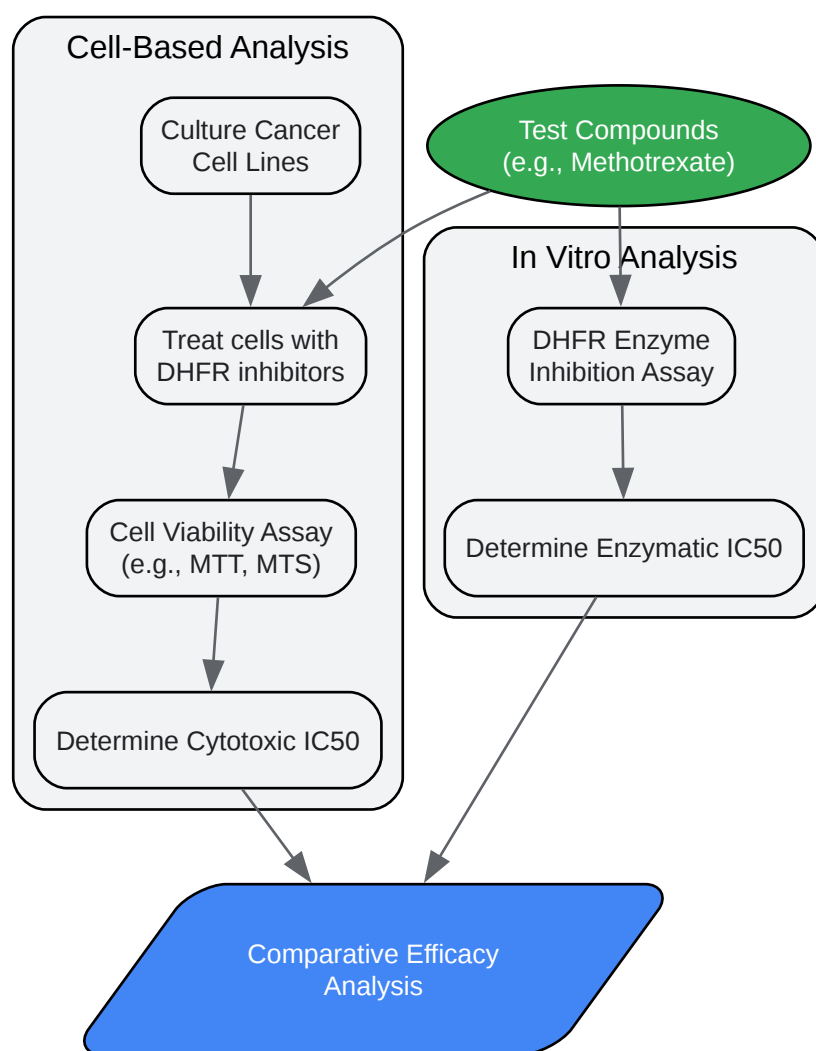 Cell-Based Analysis
Culture Cancer
Cell Lines
Test Compounds
(e.g., Methotrexate)
In Vitro Analysis
Treat cells with
DHFR inhibitors
DHFR Enzyme
Inhibition Assay
Cell Viability Assay
(e.g., MTT, MTS)
Determine Enzymatic IC50
Determine Cytotoxic IC50
Comparative Efficacy
Analysis